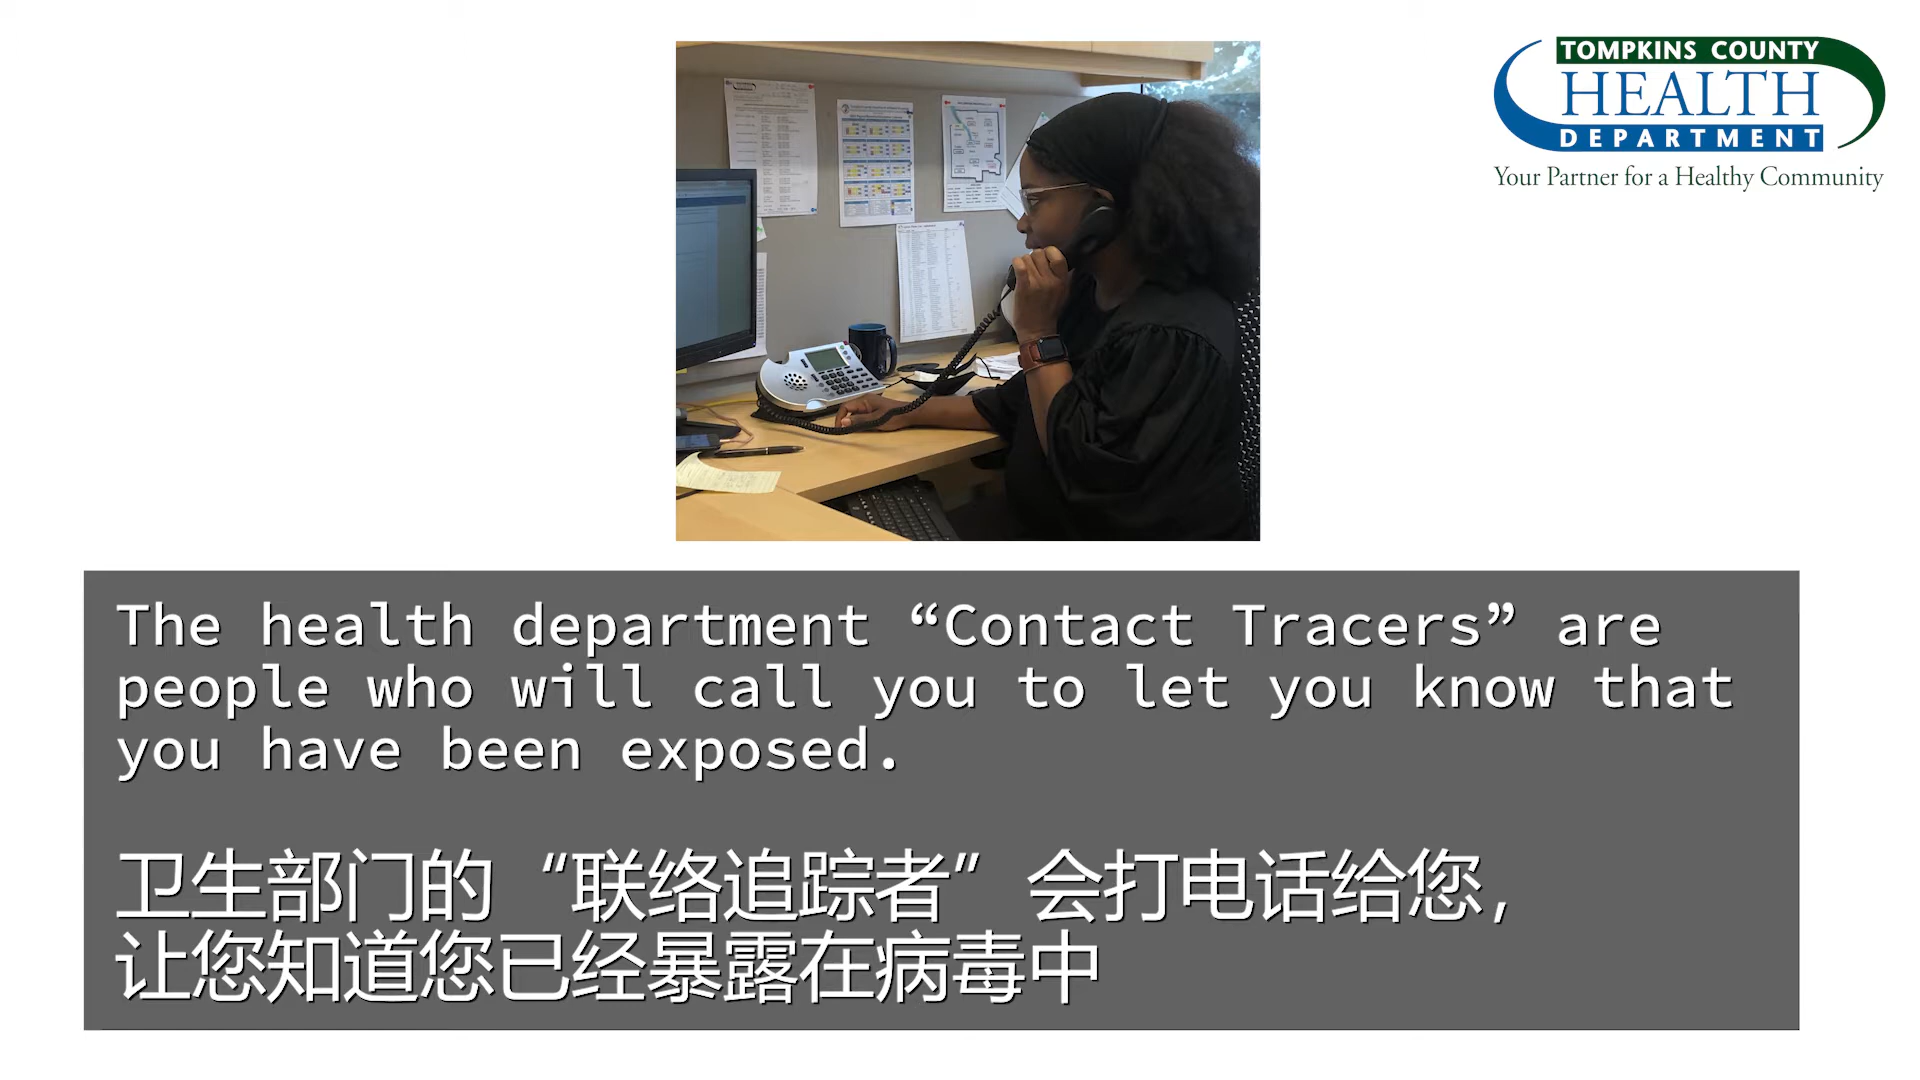 TOMPKINS COUNTY
HEALTH
DEPARTMENT
Your Partner for a Healthy Community
The health department “Contact Tracers” are
people who will call you to let you know that
you have been exposed.
卫生部门的“联络追踪者”会打电话给您,
让您知道您已经暴露在病毒中